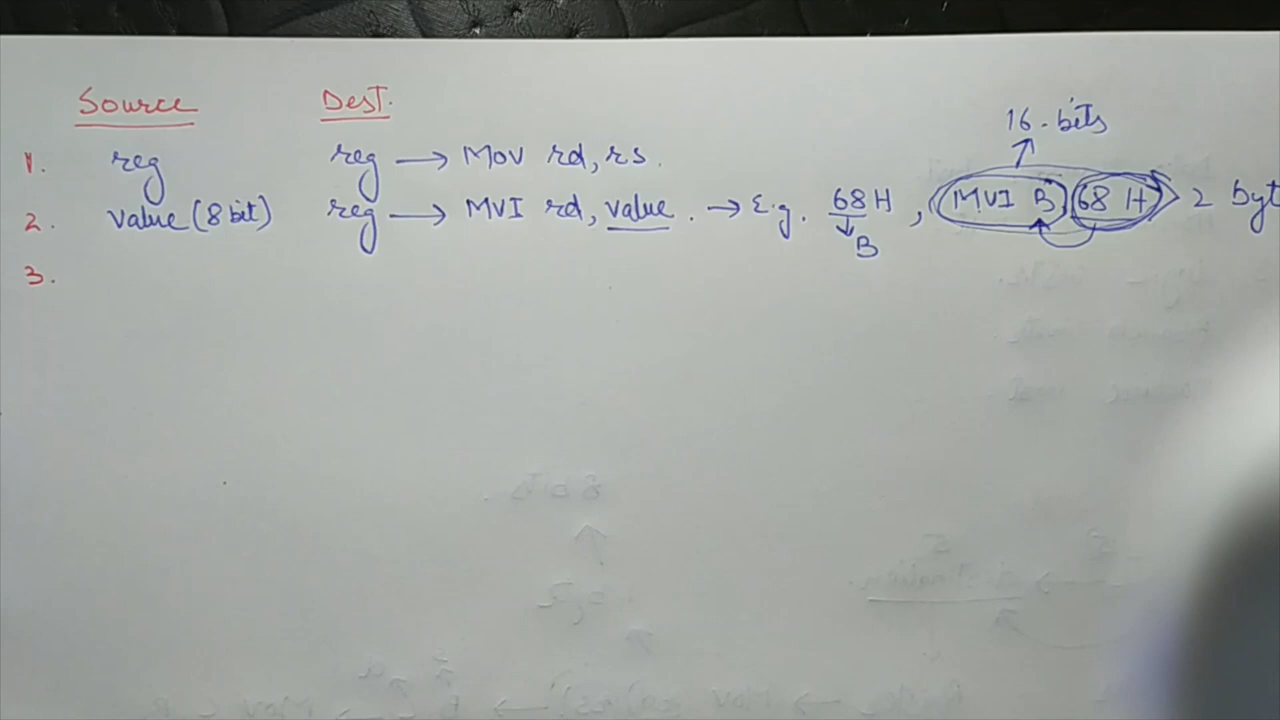 Source Dest.
16-bits
1. reg reg → Mov rd, rs.
2. Value (8 bit) reg → MVI rd, value. → E.g. 68 H, MVI B 68 H 2 Byt
B
3.